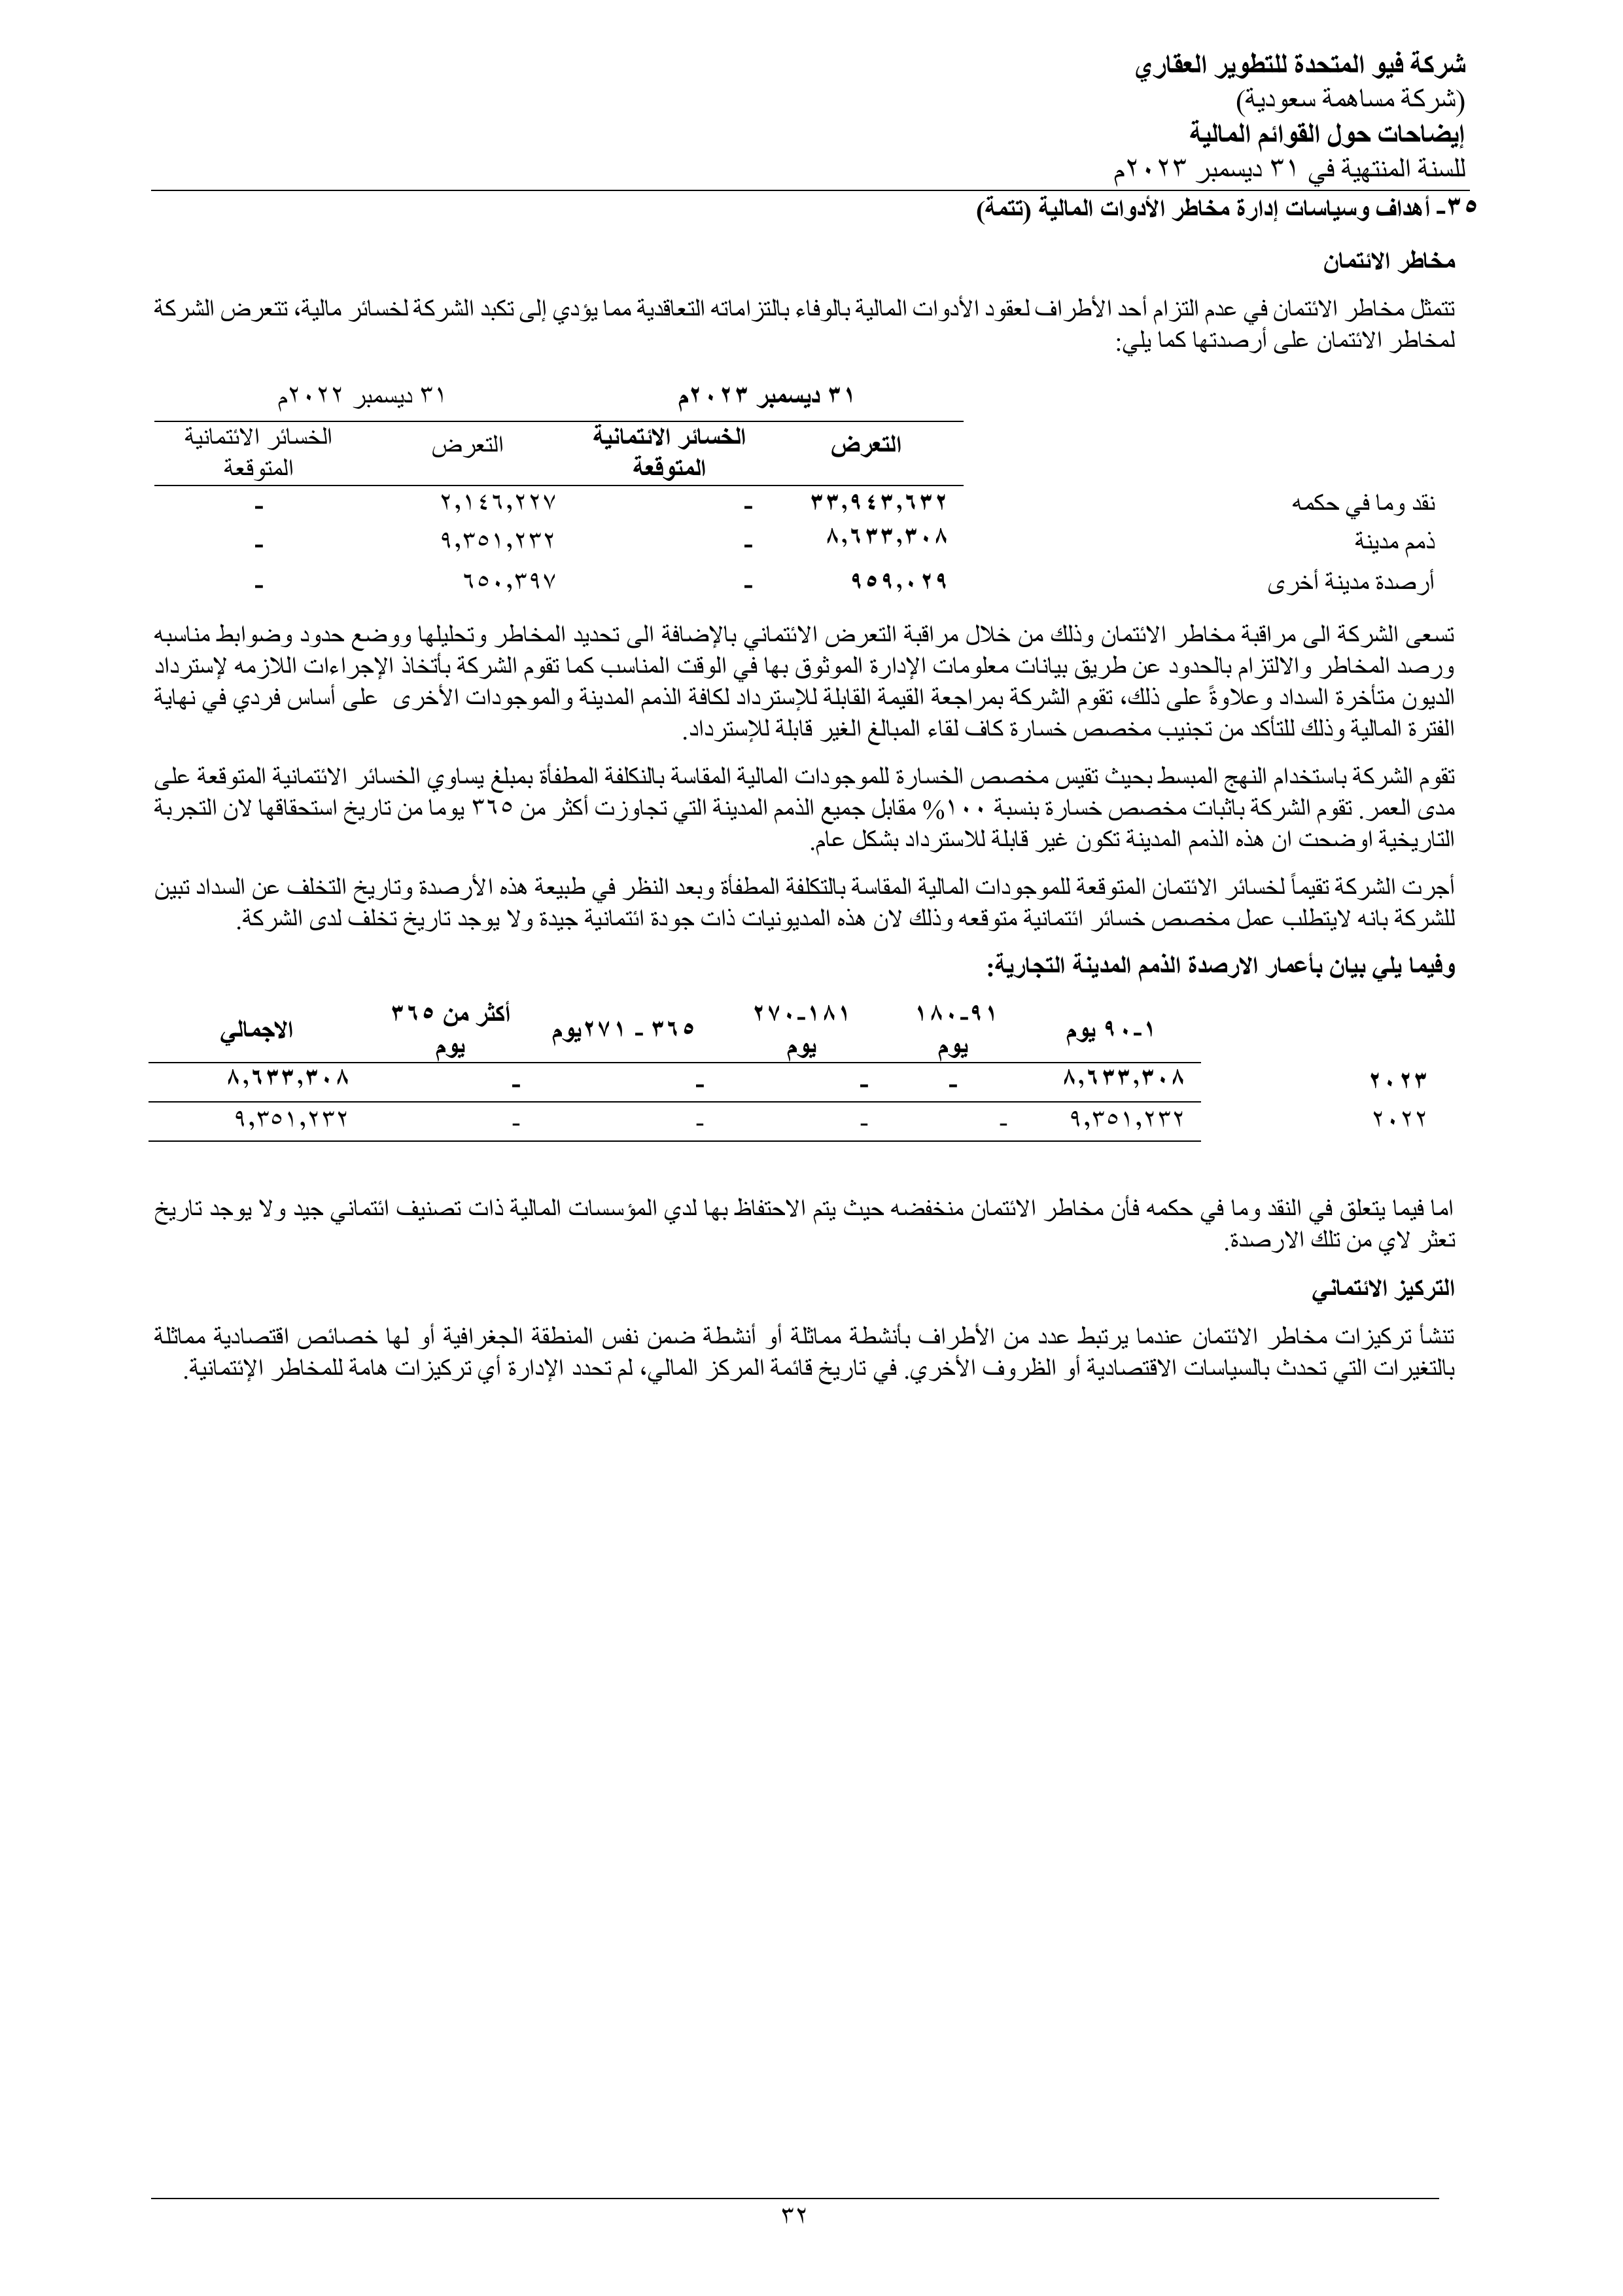 شركة فيو المتحدة للتطوير العقاري
(شركة مساهمة سعودية)
إيضاحات حول القوائم المالية
للسنة المنتهية في ٣١ ديسمبر ٢٠٢٣م
٣٥- أهداف وسياسات إدارة مخاطر الأدوات المالية (تتمة)
مخاطر الائتمان
تتمثل مخاطر الائتمان في عدم التزام أحد الأطراف لعقود الأدوات المالية بالوفاء بالتزاماته التعاقدية مما يؤدي إلى تكبد الشركة لخسائر مالية، تتعرض الشركة
لمخاطر الائتمان على أرصدتها كما يلي:
٣١ ديسمبر ٢٠٢٣م ٣١ ديسمبر ٢٠٢٢م
التعرض الخسائر الائتمانية التعرض الخسائر الائتمانية
المتوقعة المتوقعة
نقد وما في حكمه ٣٣,٩٤٣,٦٣٢ - ٢,١٤٦,٢٢٧ -
ذمم مدينة ٨,٦٣٣,٣٠٨ - ٩,٣٥١,٢٣٢ -
أرصدة مدينة أخرى ٩٥٩,٠٢٩ - ٦٥٠,٣٩٧ -
تسعى الشركة الى مراقبة مخاطر الائتمان وذلك من خلال مراقبة التعرض الائتماني بالإضافة الى تحديد المخاطر وتحليلها ووضع حدود وضوابط مناسبه
ورصد المخاطر والالتزام بالحدود عن طريق بيانات معلومات الإدارة الموثوق بها في الوقت المناسب كما تقوم الشركة بأتخاذ الإجراءات اللازمه لإسترداد
الديون متأخرة السداد وعلاوةً على ذلك، تقوم الشركة بمراجعة القيمة القابلة للإسترداد لكافة الذمم المدينة والموجودات الأخرى على أساس فردي في نهاية
الفترة المالية وذلك للتأكد من تجنيب مخصص خسارة كاف لقاء المبالغ الغير قابلة للإسترداد.
تقوم الشركة باستخدام النهج المبسط بحيث تقيس مخصص الخسارة للموجودات المالية المقاسة بالنكلفة المطفأة بمبلغ يساوي الخسائر الائتمانية المتوقعة على
مدى العمر. تقوم الشركة باثبات مخصص خسارة بنسبة ١٠٠% مقابل جميع الذمم المدينة التي تجاوزت أكثر من ٣٦٥ يوما من تاريخ استحقاقها لان التجربة
التاريخية اوضحت ان هذه الذمم المدينة تكون غير قابلة للاسترداد بشكل عام.
أجرت الشركة تقيماً لخسائر الائتمان المتوقعة للموجودات المالية المقاسة بالتكلفة المطفأة وبعد النظر في طبيعة هذه الأرصدة وتاريخ التخلف عن السداد تبين
للشركة بانه لايتطلب عمل مخصص خسائر ائتمانية متوقعه وذلك لان هذه المديونيات ذات جودة ائتمانية جيدة ولا يوجد تاريخ تخلف لدى الشركة.
وفيما يلي بيان بأعمار الارصدة الذمم المدينة التجارية:
١-٩٠ يوم ٩١-١٨٠ ١٨١-٢٧٠ ٣٦٥ - ٢٧١يوم أكثر من ٣٦٥ الاجمالي
يوم يوم يوم
٢٠٢٣ ٨,٦٣٣,٣٠٨ - - - - ٨,٦٣٣,٣٠٨
٢٠٢٢ ٩,٣٥١,٢٣٢ - - - - ٩,٣٥١,٢٣٢
اما فيما يتعلق في النقد وما في حكمه فأن مخاطر الائتمان منخفضه حيث يتم الاحتفاظ بها لدي المؤسسات المالية ذات تصنيف ائتماني جيد ولا يوجد تاريخ
تعثر لاي من تلك الارصدة.
التركيز الائتماني
تنشأ تركيزات مخاطر الائتمان عندما يرتبط عدد من الأطراف بأنشطة مماثلة أو أنشطة ضمن نفس المنطقة الجغرافية أو لها خصائص اقتصادية مماثلة
بالتغيرات التي تحدث بالسياسات الاقتصادية أو الظروف الأخري. في تاريخ قائمة المركز المالي، لم تحدد الإدارة أي تركيزات هامة للمخاطر الإئتمانية.
٣٢